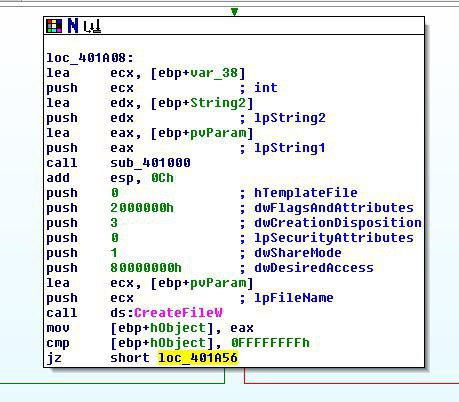 loc_401A08:
lea ecx, [ebp+var_38]
push ecx ; int
lea edx, [ebp+String2]
push edx ; lpString2
lea eax, [ebp+pvParam]
push eax ; lpString1
call sub_401000
add esp, 0Ch
push 0 ; hTemplateFile
push 2000000h ; dwFlagsAndAttributes
push 3 ; dwCreationDisposition
push 0 ; lpSecurityAttributes
push 1 ; dwShareMode
push 80000000h ; dwDesiredAccess
lea ecx, [ebp+pvParam]
push ecx ; lpFileName
call ds:CreateFileW
mov [ebp+hObject], eax
cmp [ebp+hObject], 0FFFFFFFFh
jz short loc_401A56